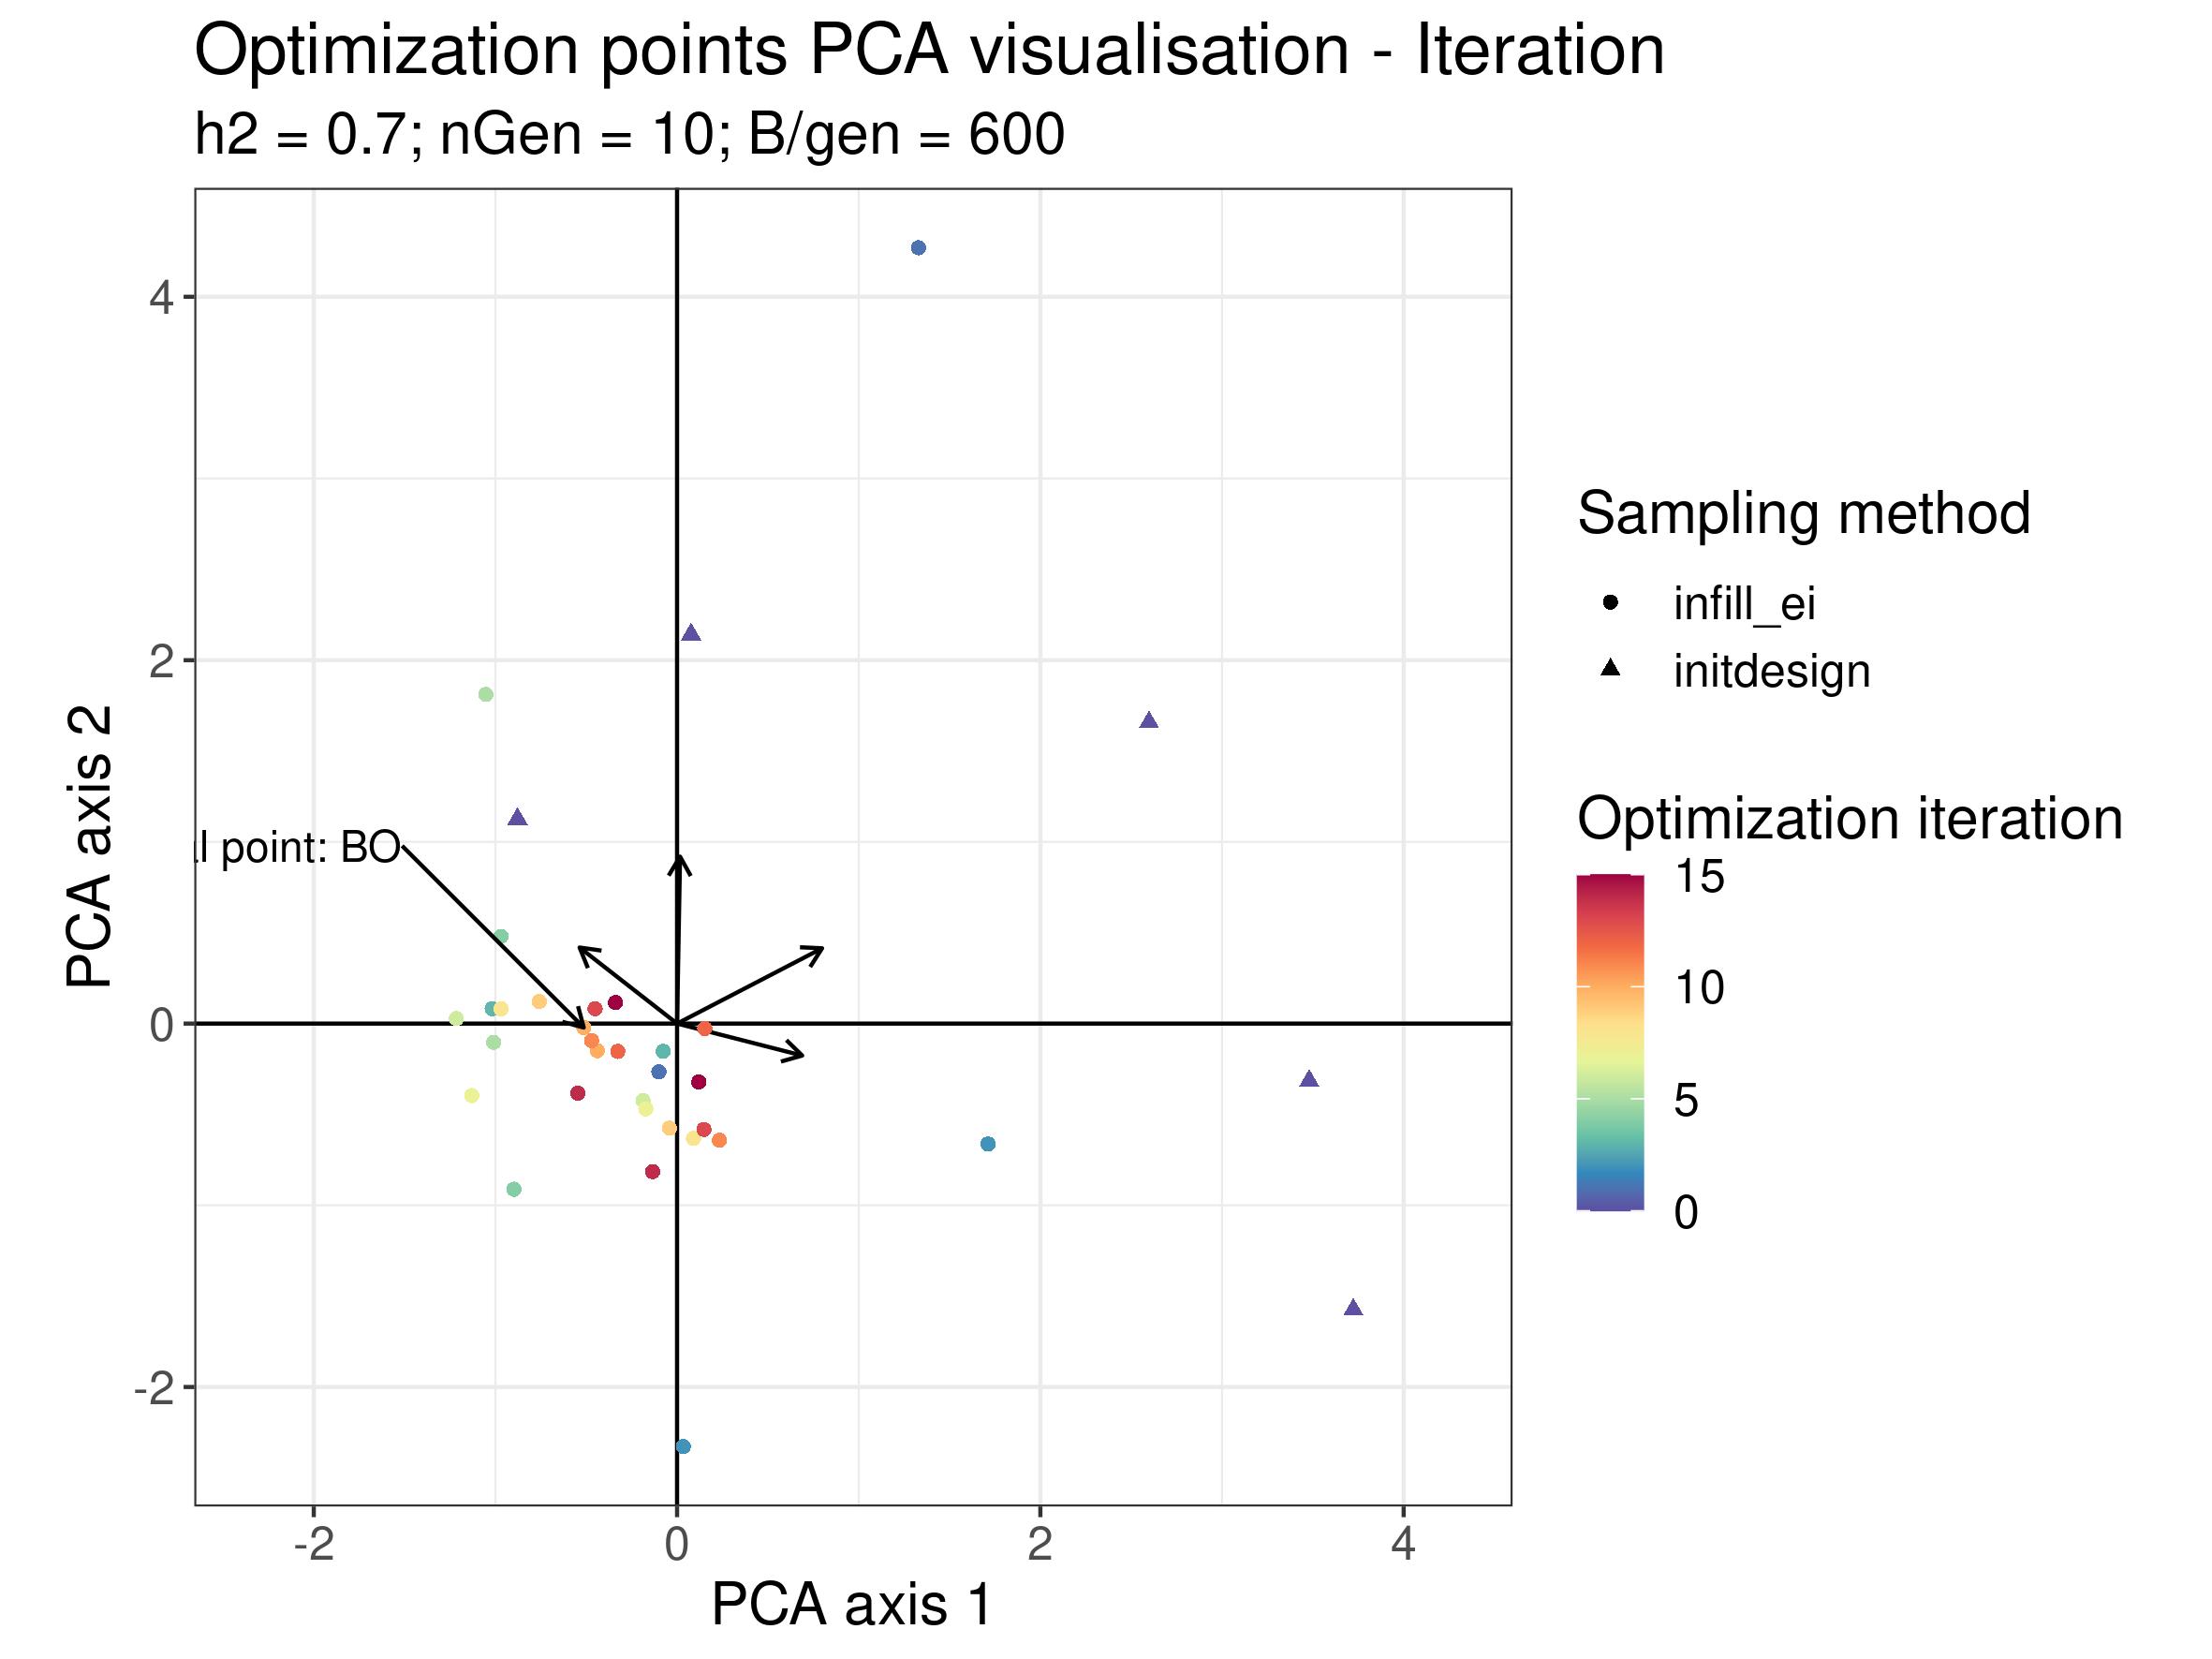 Optimization points PCA visualisation - Iteration
h2 = 0.7; nGen = 10; B/gen = 600
4
2
0
-2
PCA axis 2
l point: BO
-2
0
2
4
PCA axis 1
Sampling method
infill_ei
initdesign
Optimization iteration
15
10
5
0